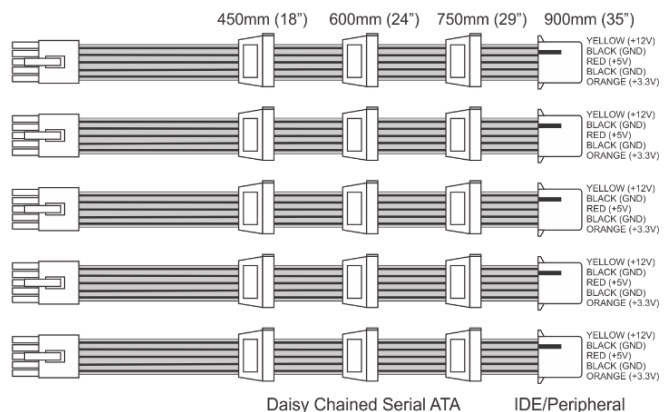 450mm (18”) 600mm (24”) 750mm (29”) 900mm (35”)
YELLOW (+12V)
BLACK (GND)
RED (+5V)
BLACK (GND)
ORANGE (+3.3V)
YELLOW (+12V)
BLACK (GND)
RED (+5V)
BLACK (GND)
ORANGE (+3.3V)
YELLOW (+12V)
BLACK (GND)
RED (+5V)
BLACK (GND)
ORANGE (+3.3V)
YELLOW (+12V)
BLACK (GND)
RED (+5V)
BLACK (GND)
ORANGE (+3.3V)
YELLOW (+12V)
BLACK (GND)
RED (+5V)
BLACK (GND)
ORANGE (+3.3V)
Daisy Chained Serial ATA IDE/Peripheral